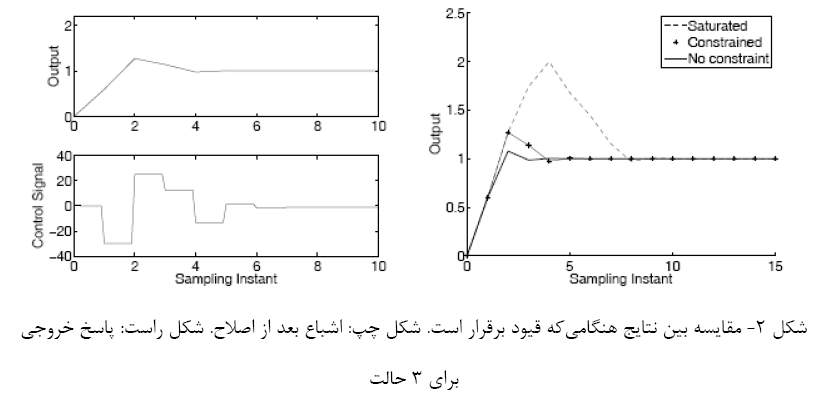 2
1
0
Output
0 2 4 6 8 10
40
20
0
−20
−40
Control Signal
0 2 4 6 8 10
Sampling Instant
2.5
2
1.5
1
0.5
0
Output
Saturated
Constrained
No constraint
0 5 10 15
Sampling Instant
شکل ۲- مقایسه بین نتایج هنگامی‌که قیود برقرار است. شکل چپ: اشباع بعد از اصلاح. شکل راست: پاسخ خروجی
برای ۳ حالت